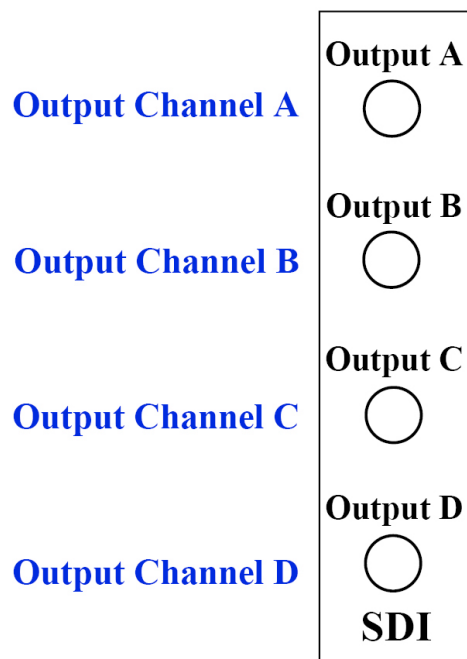 Output A
Output Channel A
Output B
Output Channel B
Output C
Output Channel C
Output D
Output Channel D
SDI